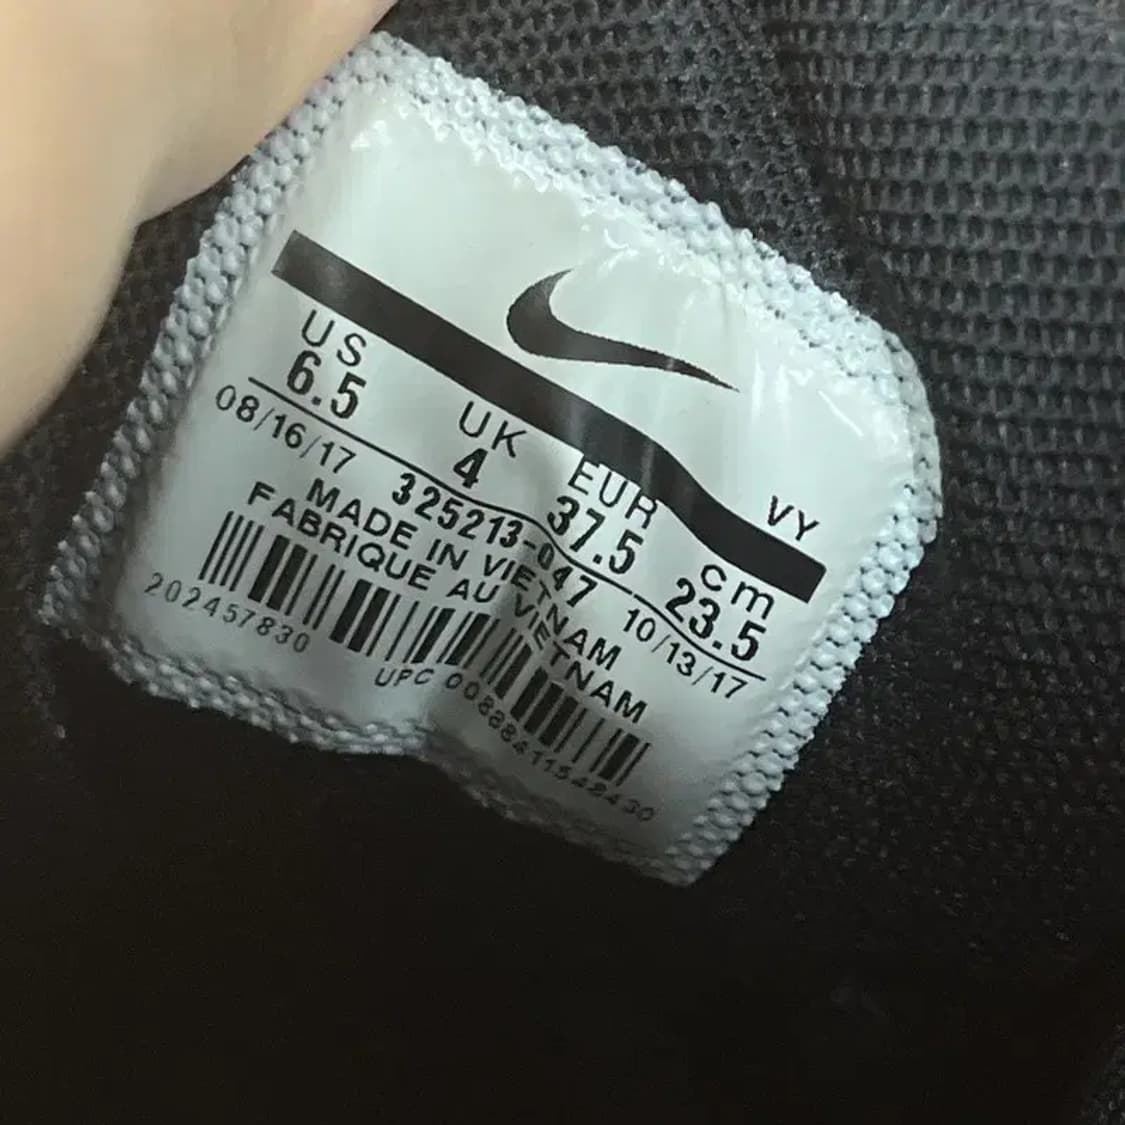 VY
US UK EUR cm
6.5 4 37.5 23.5
08/16/17 325213-047 10/13/17
MADE IN VIETNAM
FABRIQUE AU VIETNAM
202457830
UPC 00888411542430